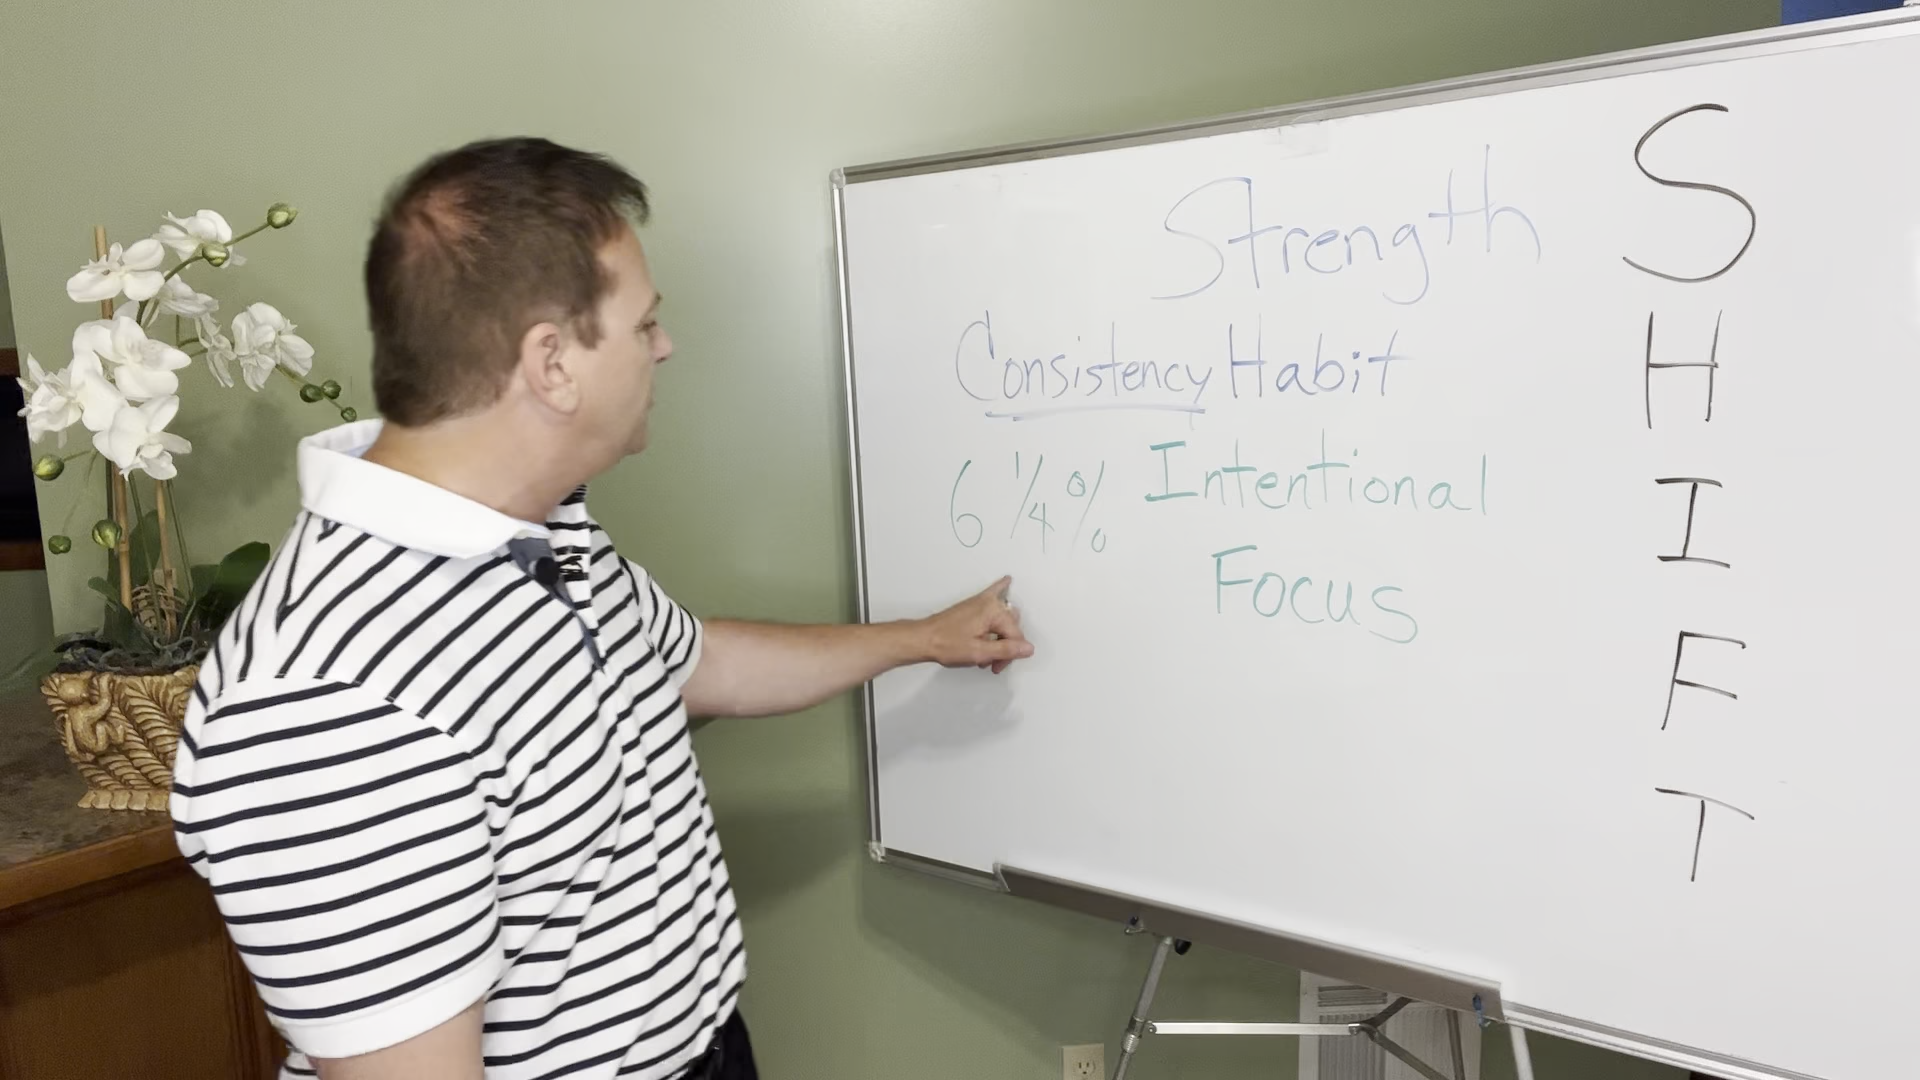 Strength S
Consistency Habit H
6 1/4 % Intentional I
Focus F
T